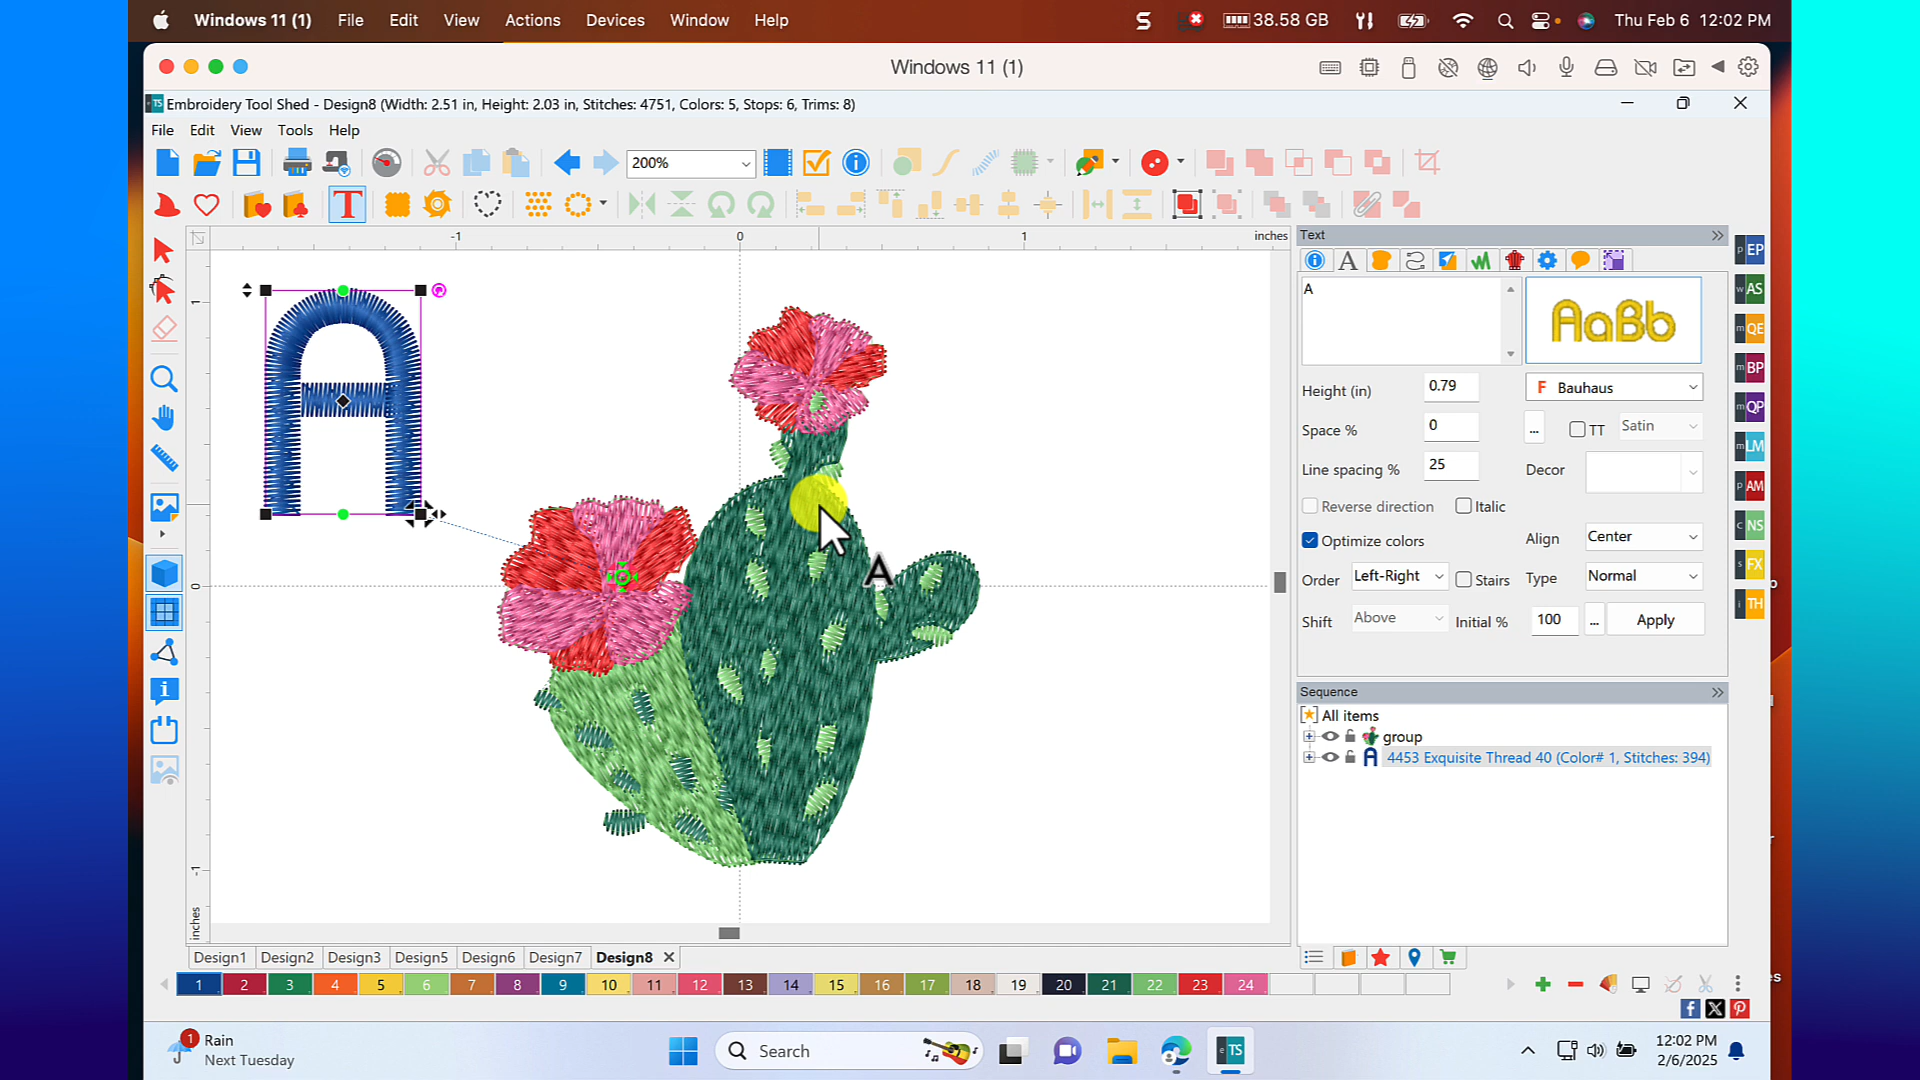 Windows 11 (1) File Edit View Actions Devices Window Help S 38.58 GB Thu Feb 6 12:02 PM
Windows 11 (1)
TS Embroidery Tool Shed - Design8 (Width: 2.51 in, Height: 2.03 in, Stitches: 4751, Colors: 5, Stops: 6, Trims: 8)
File Edit View Tools Help
200%
T
-1 0 1 inches
1
0
-1
inches
A
A
Text
A
AaBb
Height (in) 0.79 F Bauhaus
Space % 0 ... TT Satin
Line spacing % 25 Decor
Reverse direction Italic
Optimize colors Align Center
Order Left-Right Stairs Type Normal
Shift Above Initial % 100 ... Apply
p EP
w AS
m QE
m BP
m QP
m LM
p AM
c NS
s FX
i TH
Sequence
All items
group
A 4453 Exquisite Thread 40 (Color# 1, Stitches: 394)
Design1 Design2 Design3 Design5 Design6 Design7 Design8
1 2 3 4 5 6 7 8 9 10 11 12 13 14 15 16 17 18 19 20 21 22 23 24
1 Rain
Next Tuesday
Search
TS
12:02 PM
2/6/2025